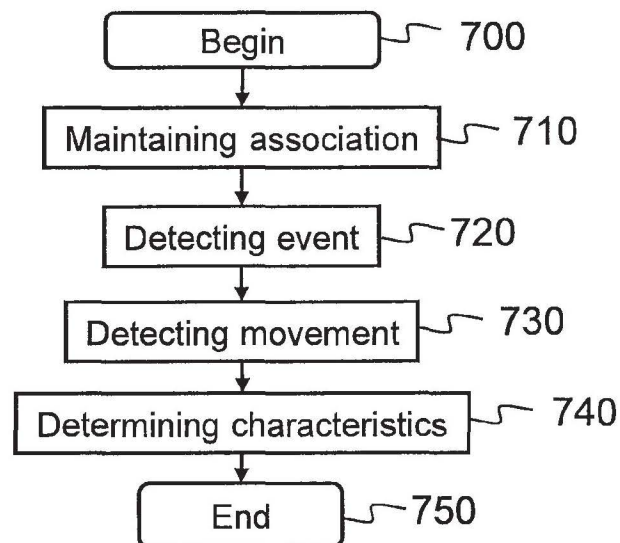 Begin 700
Maintaining association 710
Detecting event 720
Detecting movement 730
Determining characteristics 740
End 750